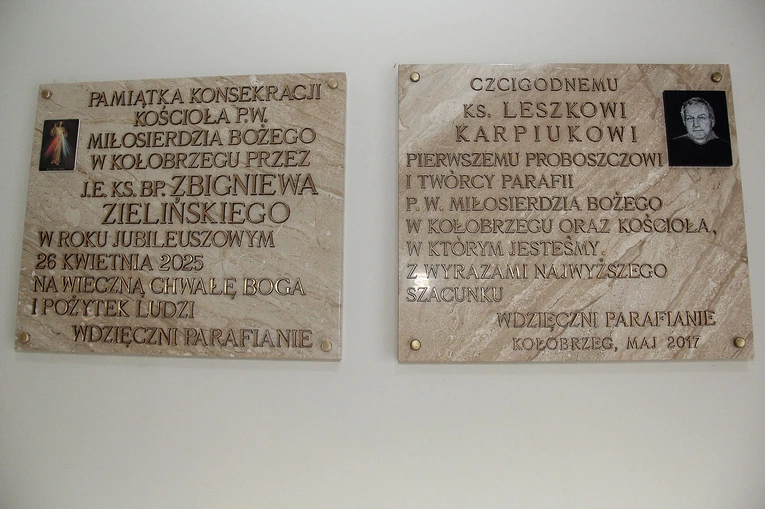 PAMIĄTKA KONSEKRACJI
KOŚCIOŁA P.W.
MIŁOSIERDZIA BOŻEGO
W KOŁOBRZEGU PRZEZ
J.E. KS. BP. ZBIGNIEWA
ZIELIŃSKIEGO
W ROKU JUBILEUSZOWYM
26 KWIETNIA 2025
NA WIECZNĄ CHWAŁĘ BOGA
I POŻYTEK LUDZI
WDZIĘCZNI PARAFIANIE
CZCIGODNEMU
KS. LESZKOWI
KARPIUKOWI
PIERWSZEMU PROBOSZCZOWI
I TWÓRCY PARAFII
P. W. MIŁOSIERDZIA BOŻEGO
W KOŁOBRZEGU ORAZ KOŚCIOŁA,
W KTÓRYM JESTEŚMY.
Z WYRAZAMI NAJWYŻSZEGO
SZACUNKU
WDZIĘCZNI PARAFIANIE
KOŁOBRZEG, MAJ 2017